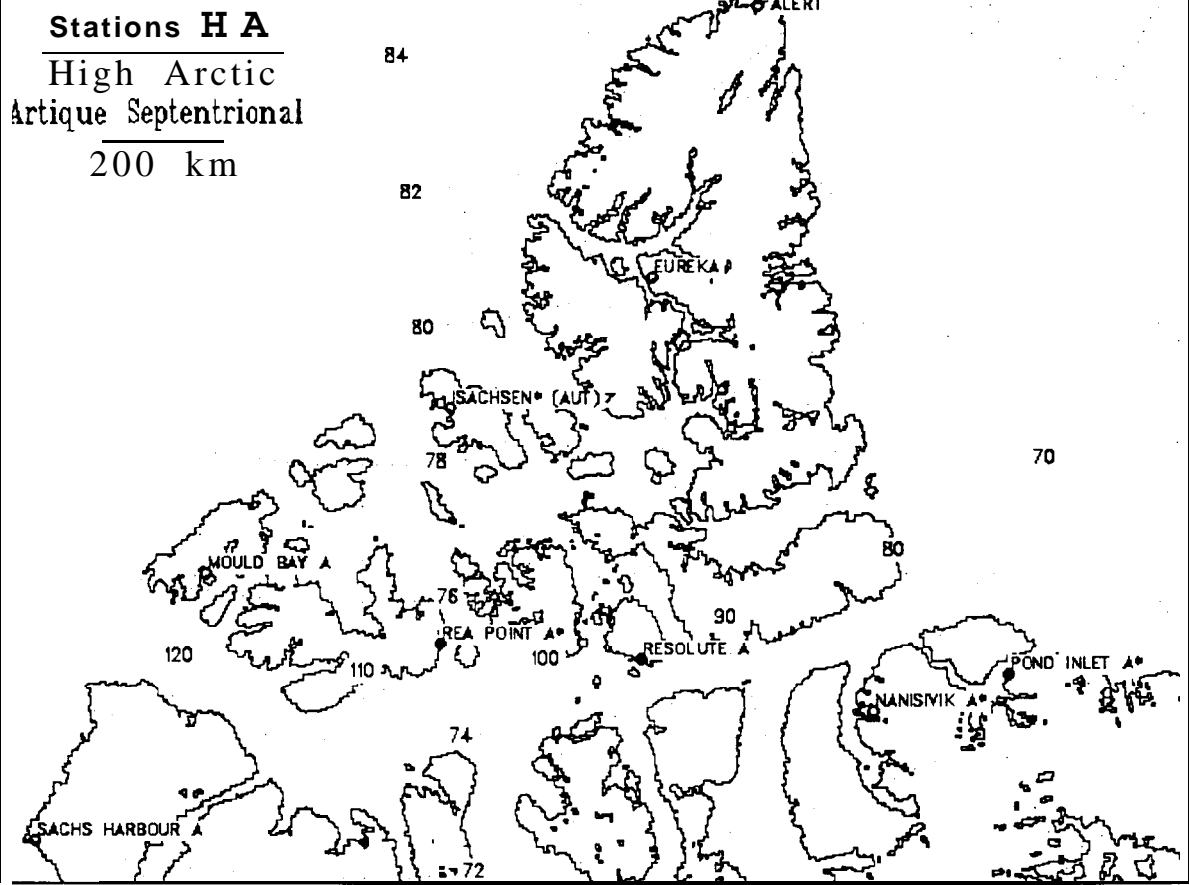 Stations H A
High Arctic
Artique Septentrional
200 km
ALERT
84
82
EUREKA
80
SACHSEN* (AUT)
78
70
MOULD BAY A
80
76
90
REA POINT A*
RESOLUTE A
120
110
100
POND INLET A*
NANISIVIK A*
74
SACHS HARBOUR A
72